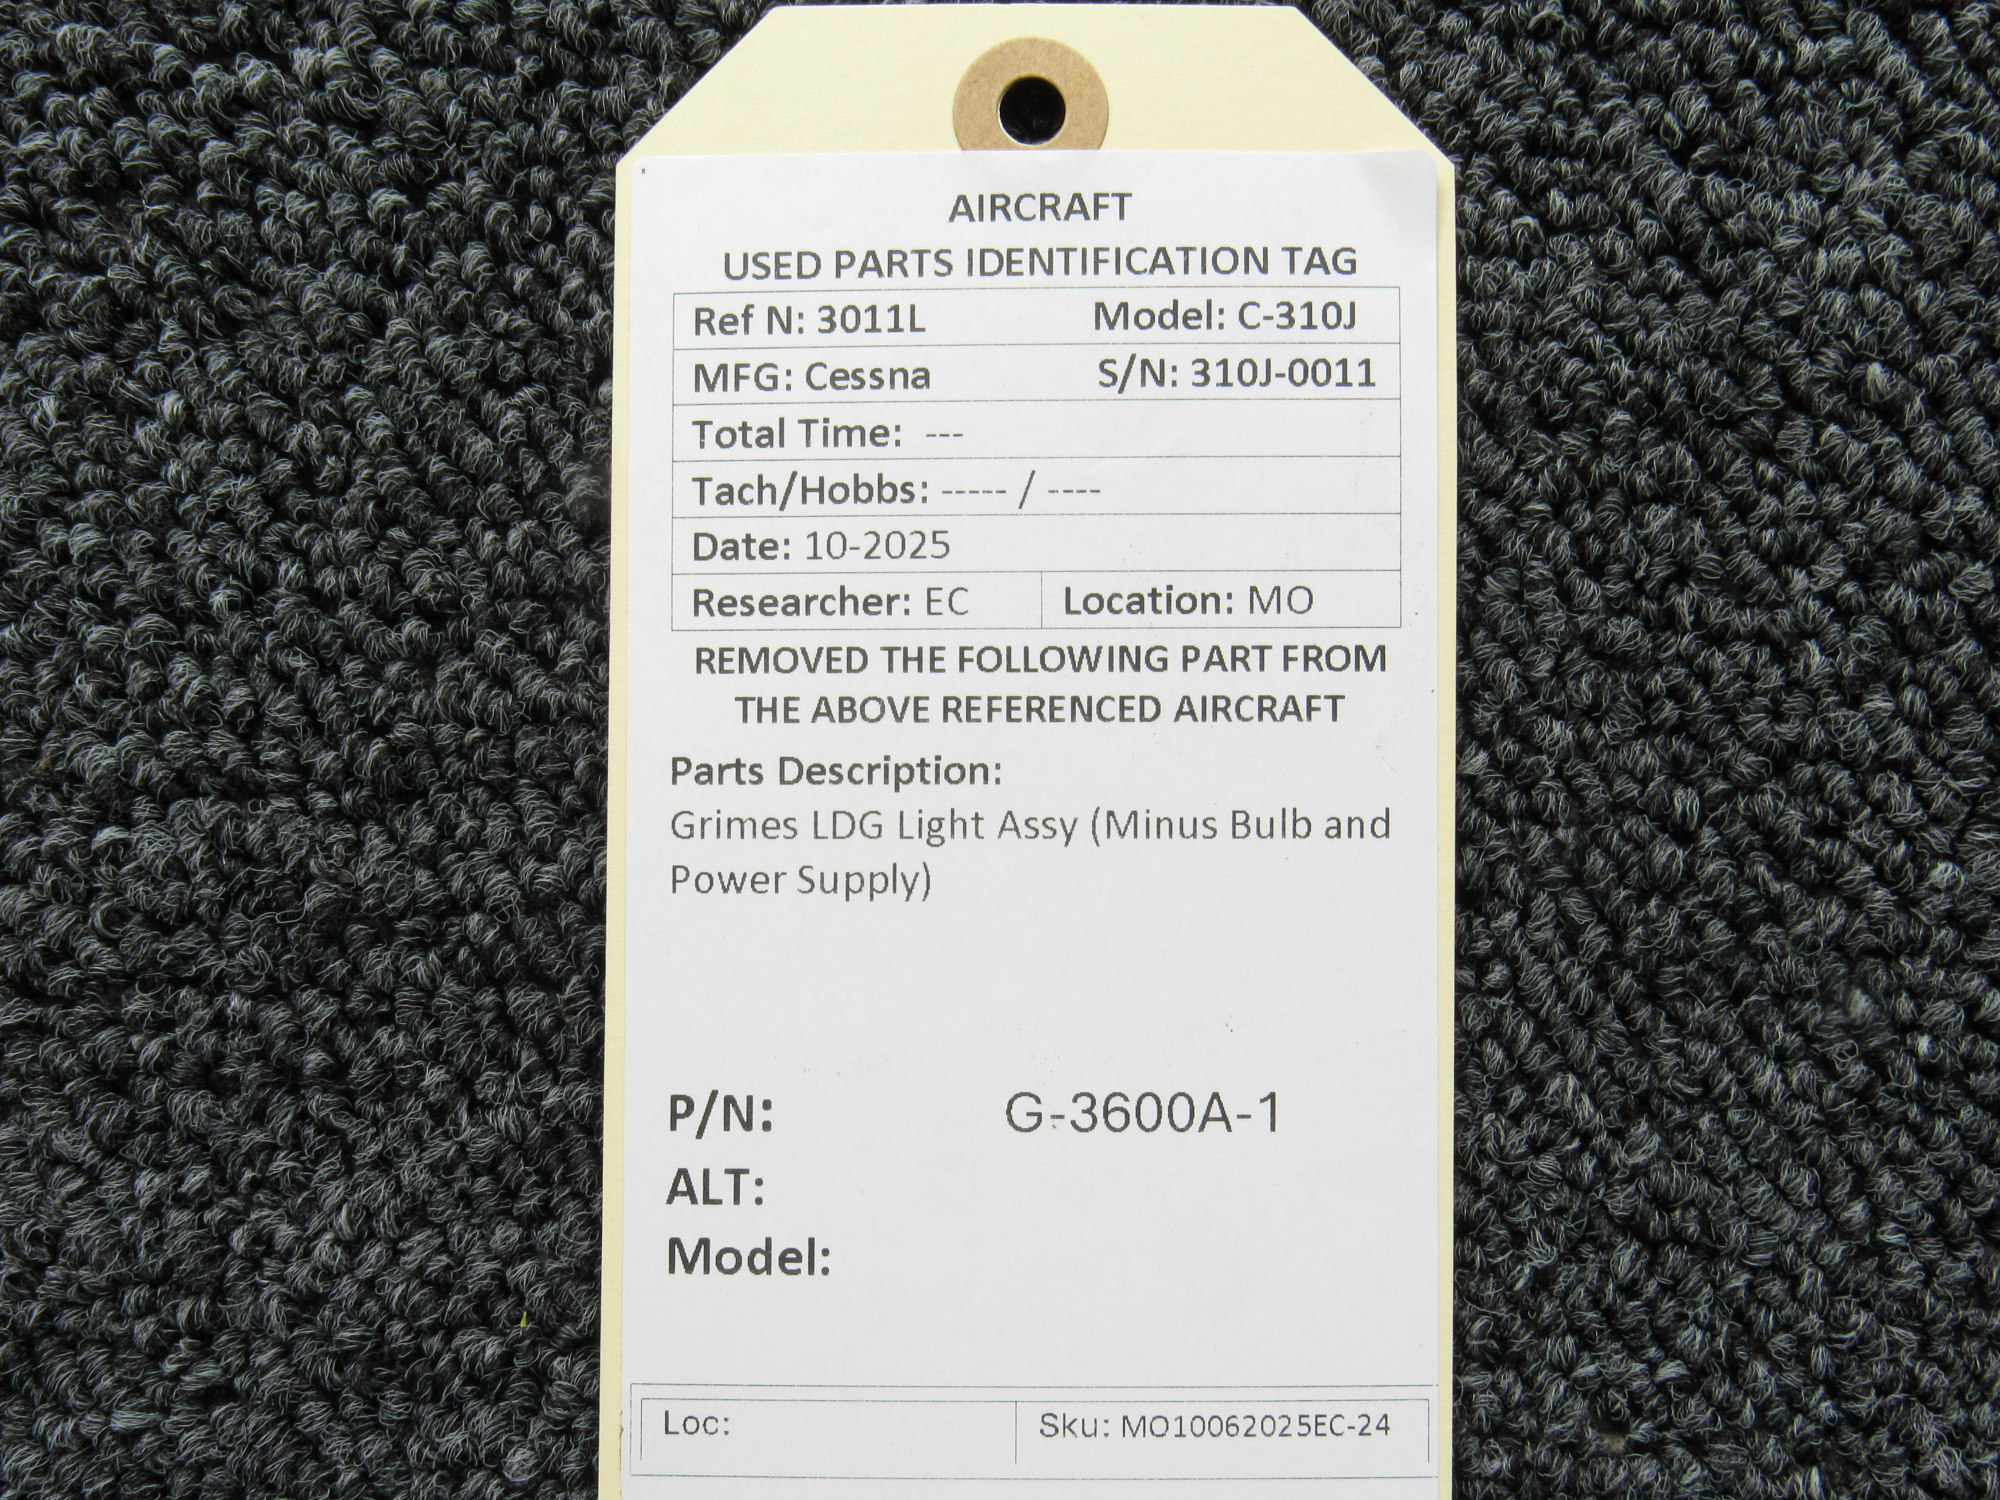 AIRCRAFT
USED PARTS IDENTIFICATION TAG
Ref N: 3011L Model: C-310J
MFG: Cessna S/N: 310J-0011
Total Time: ---
Tach/Hobbs: ----- / ----
Date: 10-2025
Researcher: EC Location: MO
REMOVED THE FOLLOWING PART FROM
THE ABOVE REFERENCED AIRCRAFT
Parts Description:
Grimes LDG Light Assy (Minus Bulb and
Power Supply)
P/N: G-3600A-1
ALT:
Model:
Loc: Sku: MO10062025EC-24